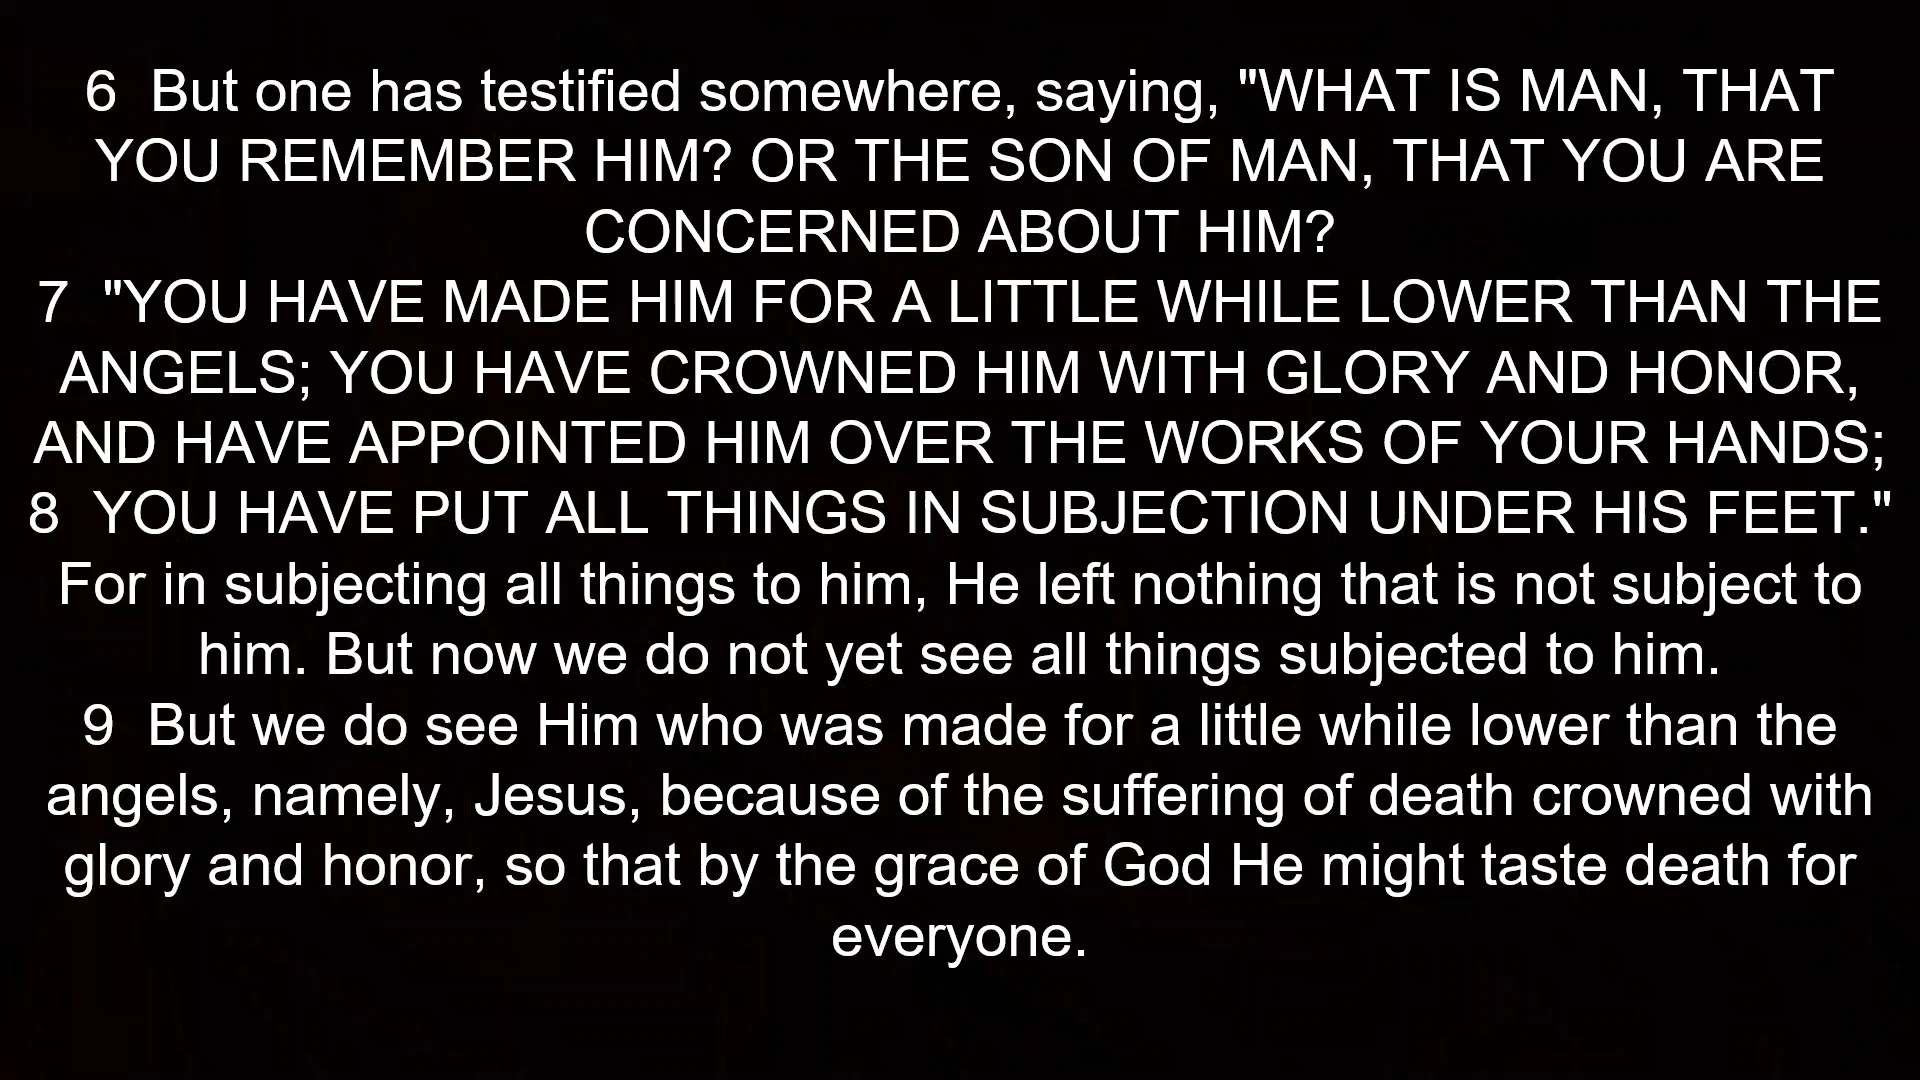 6  But one has testified somewhere, saying, "WHAT IS MAN, THAT
YOU REMEMBER HIM? OR THE SON OF MAN, THAT YOU ARE
CONCERNED ABOUT HIM?
7  "YOU HAVE MADE HIM FOR A LITTLE WHILE LOWER THAN THE
ANGELS; YOU HAVE CROWNED HIM WITH GLORY AND HONOR,
AND HAVE APPOINTED HIM OVER THE WORKS OF YOUR HANDS;
8  YOU HAVE PUT ALL THINGS IN SUBJECTION UNDER HIS FEET."
For in subjecting all things to him, He left nothing that is not subject to
him. But now we do not yet see all things subjected to him.
9  But we do see Him who was made for a little while lower than the
angels, namely, Jesus, because of the suffering of death crowned with
glory and honor, so that by the grace of God He might taste death for
everyone.